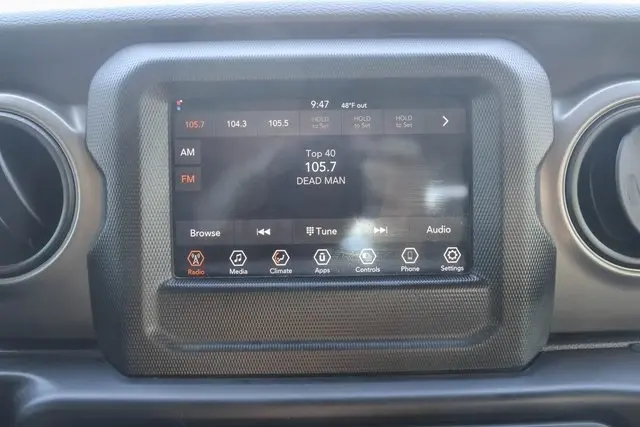 9:47 48°F out
105.7 104.3 105.5 HOLD to Set HOLD to Set HOLD to Set
AM
Top 40
105.7
FM
DEAD MAN
Browse Tune Audio
Radio Media Climate Apps Controls Phone Settings